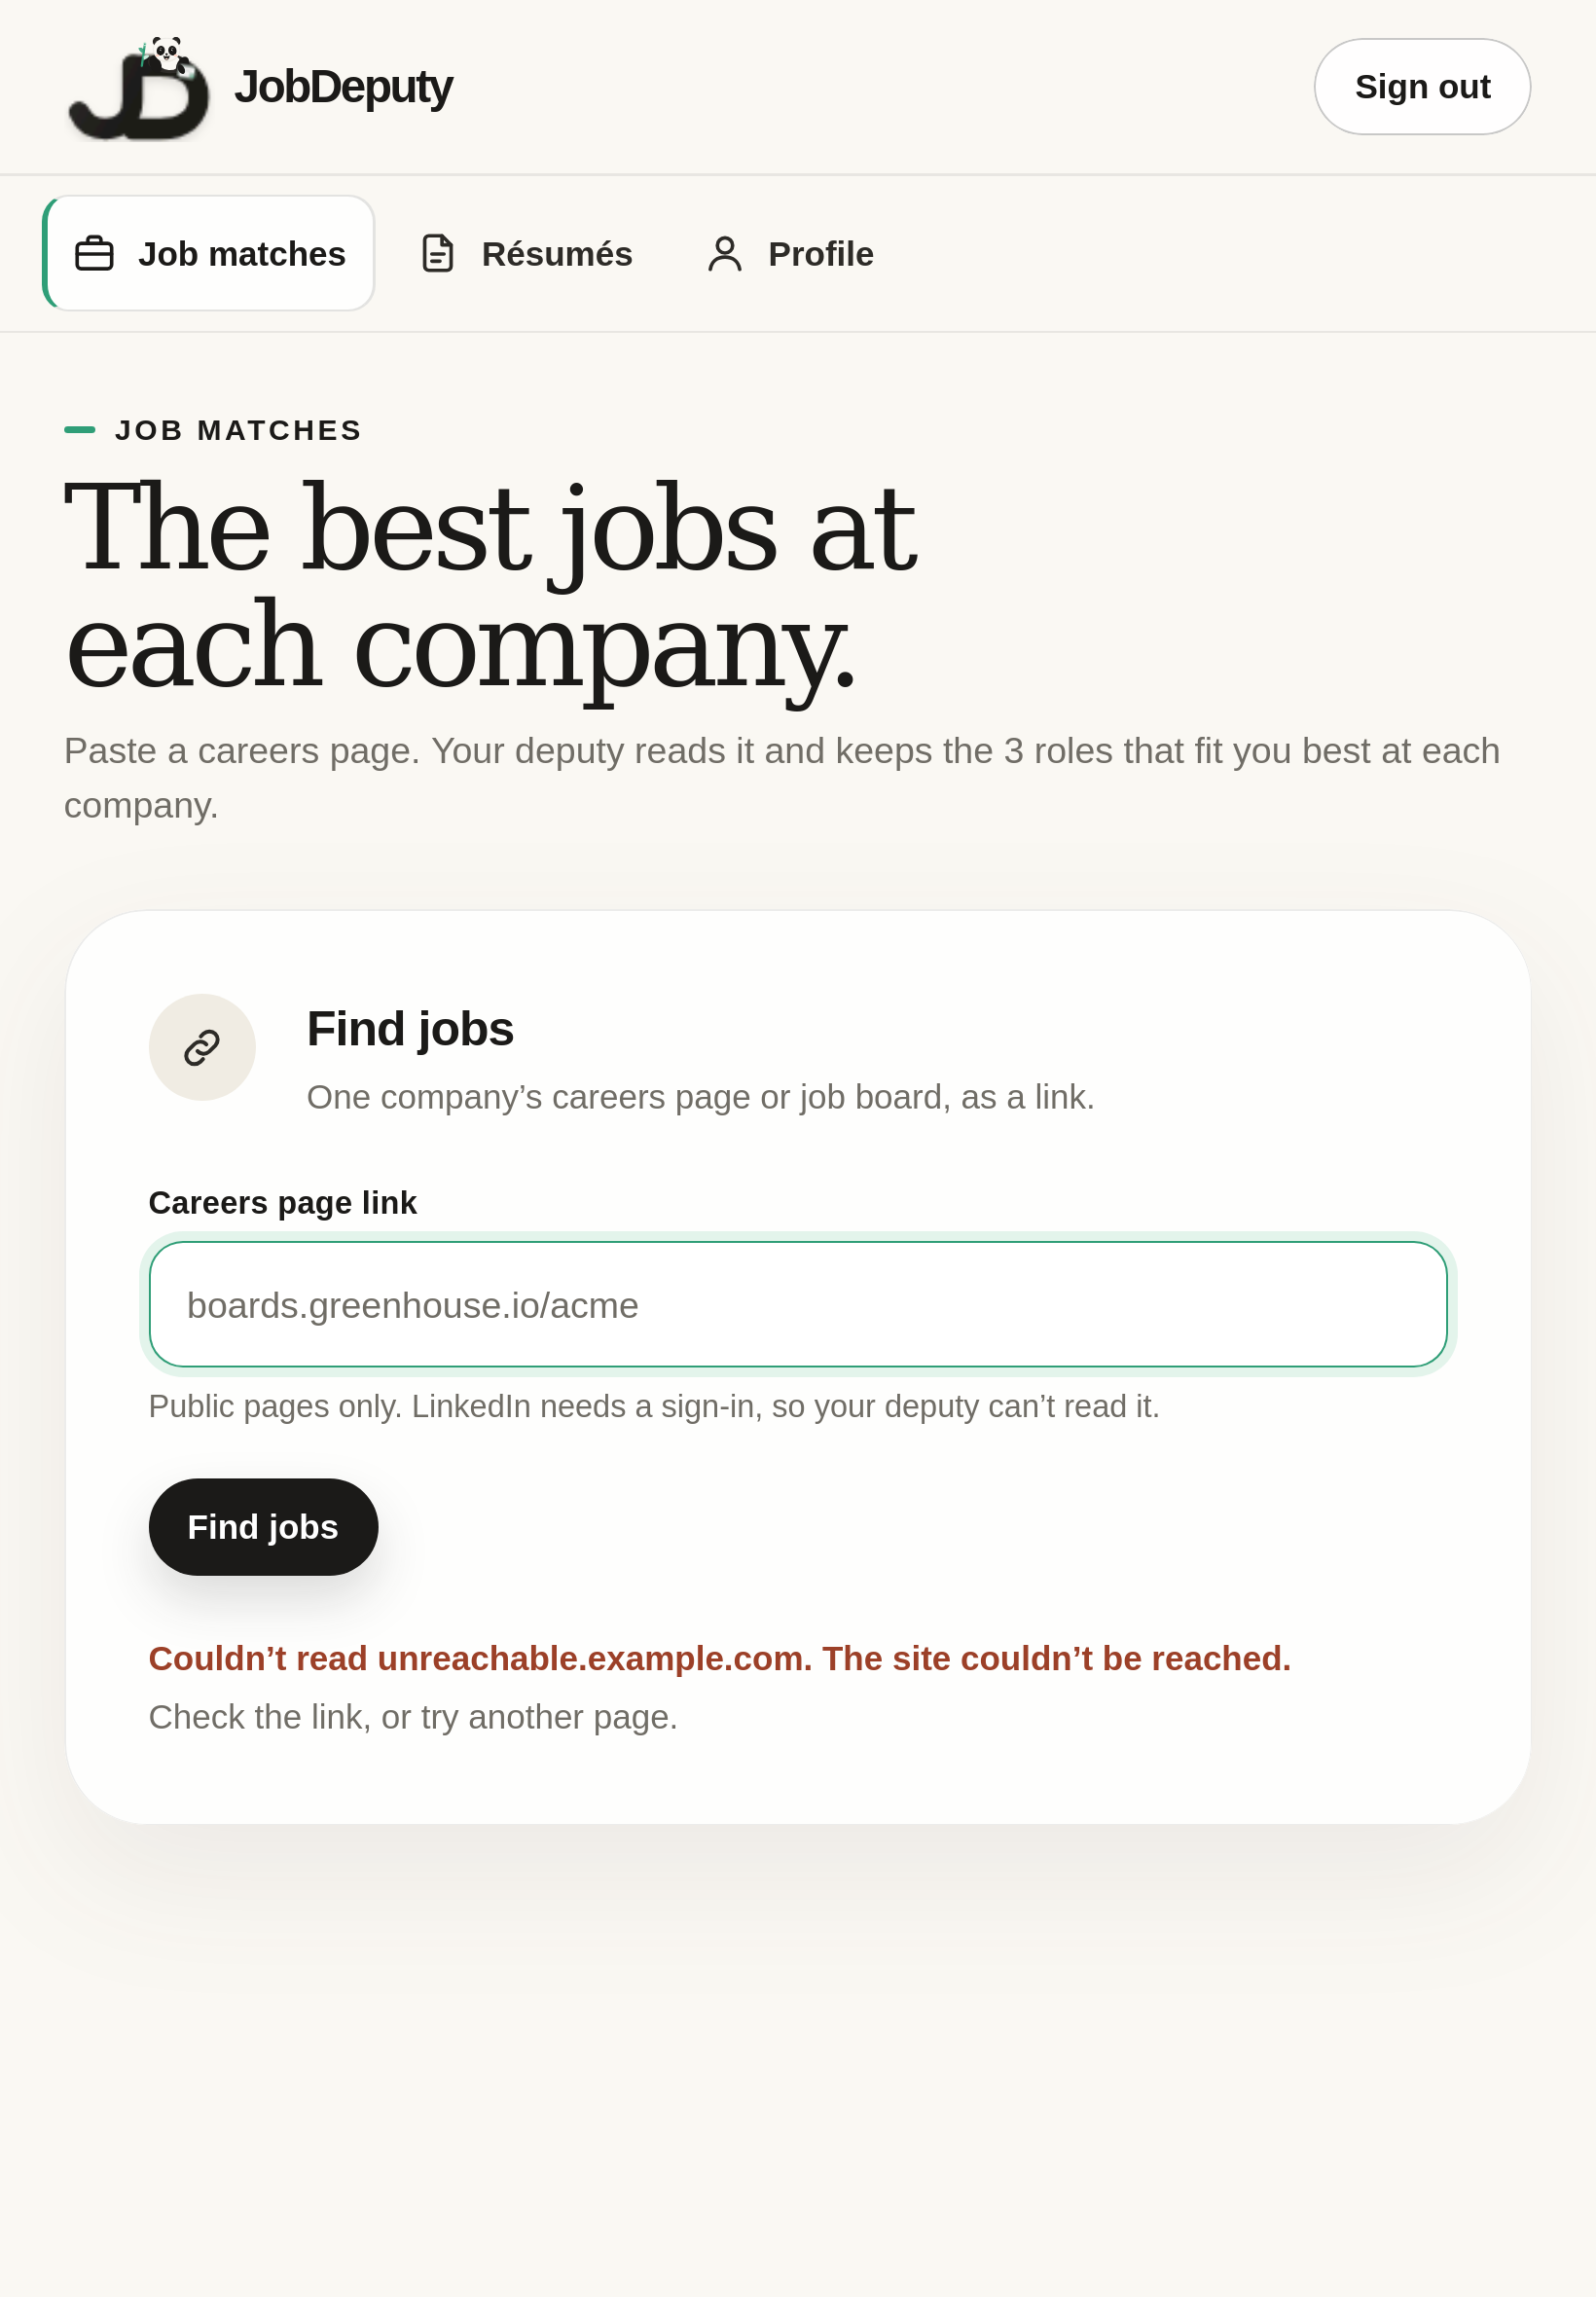 JD
JobDeputy
Sign out
Job matches
Résumés
Profile
JOB MATCHES
The best jobs at
each company.
Paste a careers page. Your deputy reads it and keeps the 3 roles that fit you best at each
company.
Find jobs
One company’s careers page or job board, as a link.
Careers page link
boards.greenhouse.io/acme
Public pages only. LinkedIn needs a sign-in, so your deputy can’t read it.
Find jobs
Couldn’t read unreachable.example.com. The site couldn’t be reached.
Check the link, or try another page.